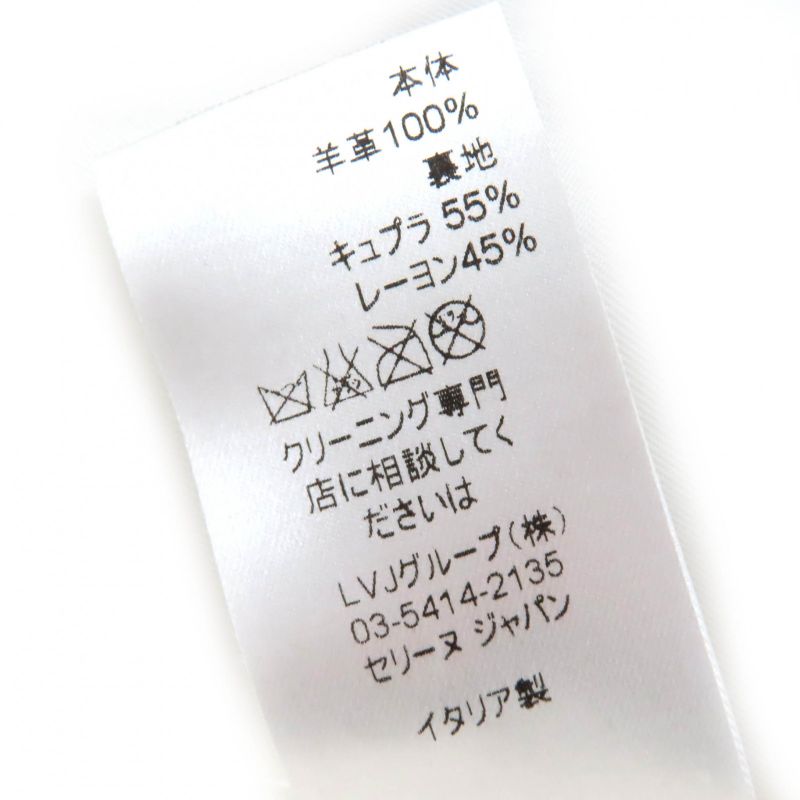 本体
羊革100%
裏地
キュプラ 55%
レーヨン45%
クリーニング専門
店に相談してく
ださいは
LVJグループ(株)
03-5414-2135
セリーヌ ジャパン
イタリア製